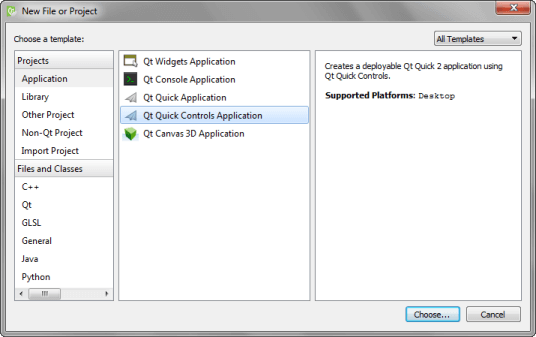 New File or Project
Choose a template:
All Templates
Projects
Application
Library
Other Project
Non-Qt Project
Import Project
Files and Classes
C++
Qt
GLSL
General
Java
Python
Qt Widgets Application
Qt Console Application
Qt Quick Application
Qt Quick Controls Application
Qt Canvas 3D Application
Creates a deployable Qt Quick 2 application using
Qt Quick Controls.
Supported Platforms: Desktop
Choose...
Cancel